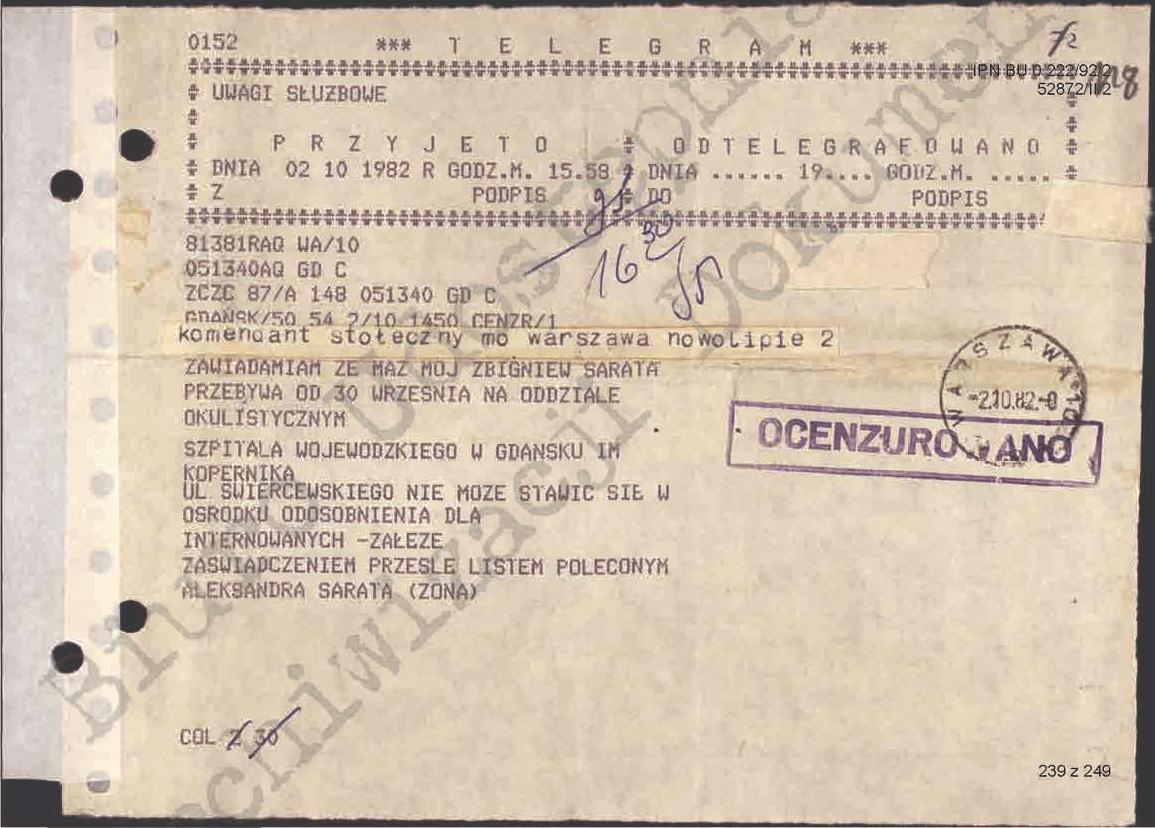 0152 *** T E L E G R A M ***
IPN BU 0 222/92/2
52872/II/2
‡ UWAGI SŁUŻBOWE
‡ P R Z Y J E T O ‡ O D T E L E G R A F O W A N O ‡
‡ DNIA 02 10 1982 R GODZ.M. 15.58 ‡ DNIA ...... 19.... GODZ.M. ..... ‡
‡ Z PODPIS ‡ DO PODPIS
16 30
81381RAQ WA/10
051340AQ GD C
ZCZC 87/A 148 051340 GD C
GDAŃSK/50 54 2/10 1450 CENZR/1
komendant stołeczny mo warszawa nowolipie 2
ZAWIADAMIAM ZE MAZ MOJ ZBIGNIEW SARATA
PRZEBYWA OD 30 WRZESNIA NA ODDZIALE
OKULISTYCZNYM
SZPITALA WOJEWODZKIEGO W GDANSKU IM
KOPERNIKA
UL. SWIERCEWSKIEGO NIE MOZE STAWIC SIĘ W
OSRODKU ODOSOBNIENIA DLA
INTERNOWANYCH -ZAŁEZE
ZASWIADCZENIEM PRZESLE LISTEM POLECONYM
ALEKSANDRA SARATA (ZONA)
WARSZAWA
-2.10.82.-0
OCENZUROWANO
COL 2 30
239 z 249
Biuro Udostępniania
i Archiwizacji Dokumentów